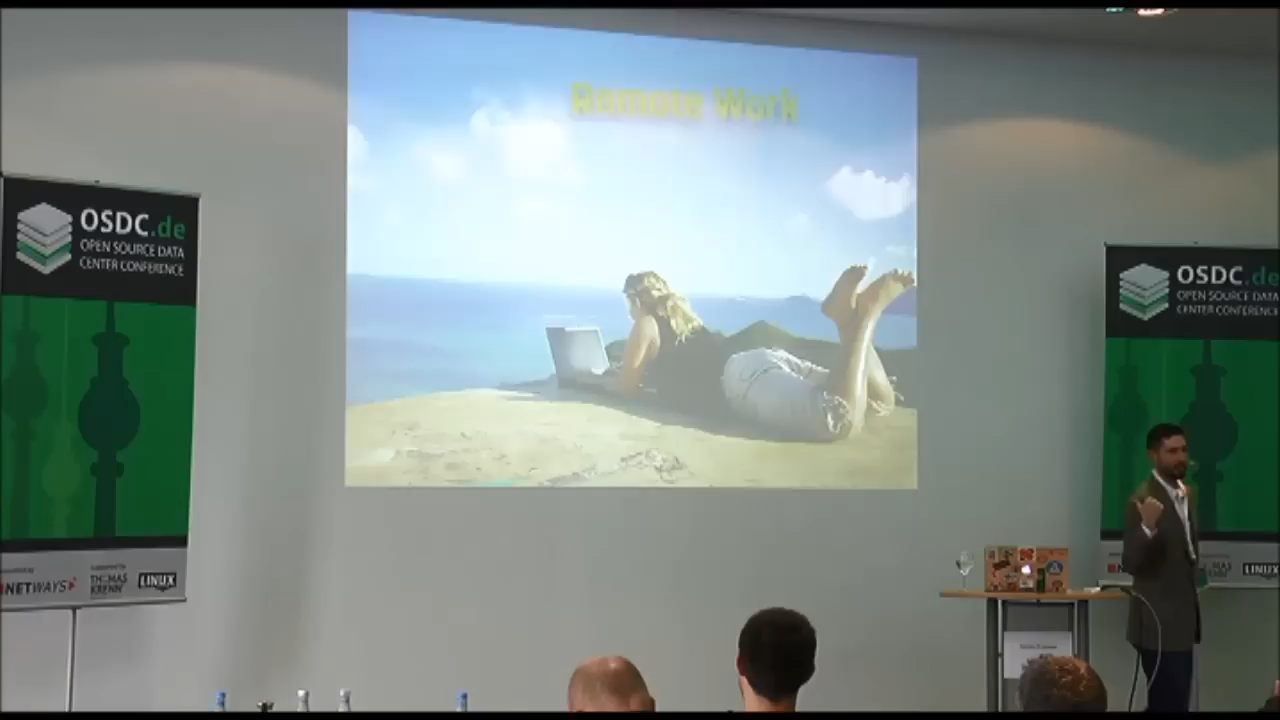 Remote Work
OSDC.de
OPEN SOURCE DATA
CENTER CONFERENCE
NETWAYS
THOMAS
KRENN
LINUX
OSDC.de
OPEN SOURCE DATA
CENTER CONFERENCE
LINUX